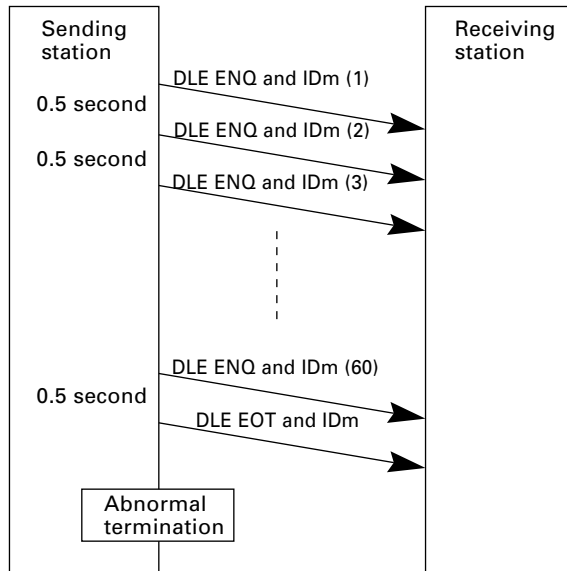 Sending
station
Receiving
station
DLE ENQ and IDm (1)
0.5 second
DLE ENQ and IDm (2)
0.5 second
DLE ENQ and IDm (3)
DLE ENQ and IDm (60)
0.5 second
DLE EOT and IDm
Abnormal
termination